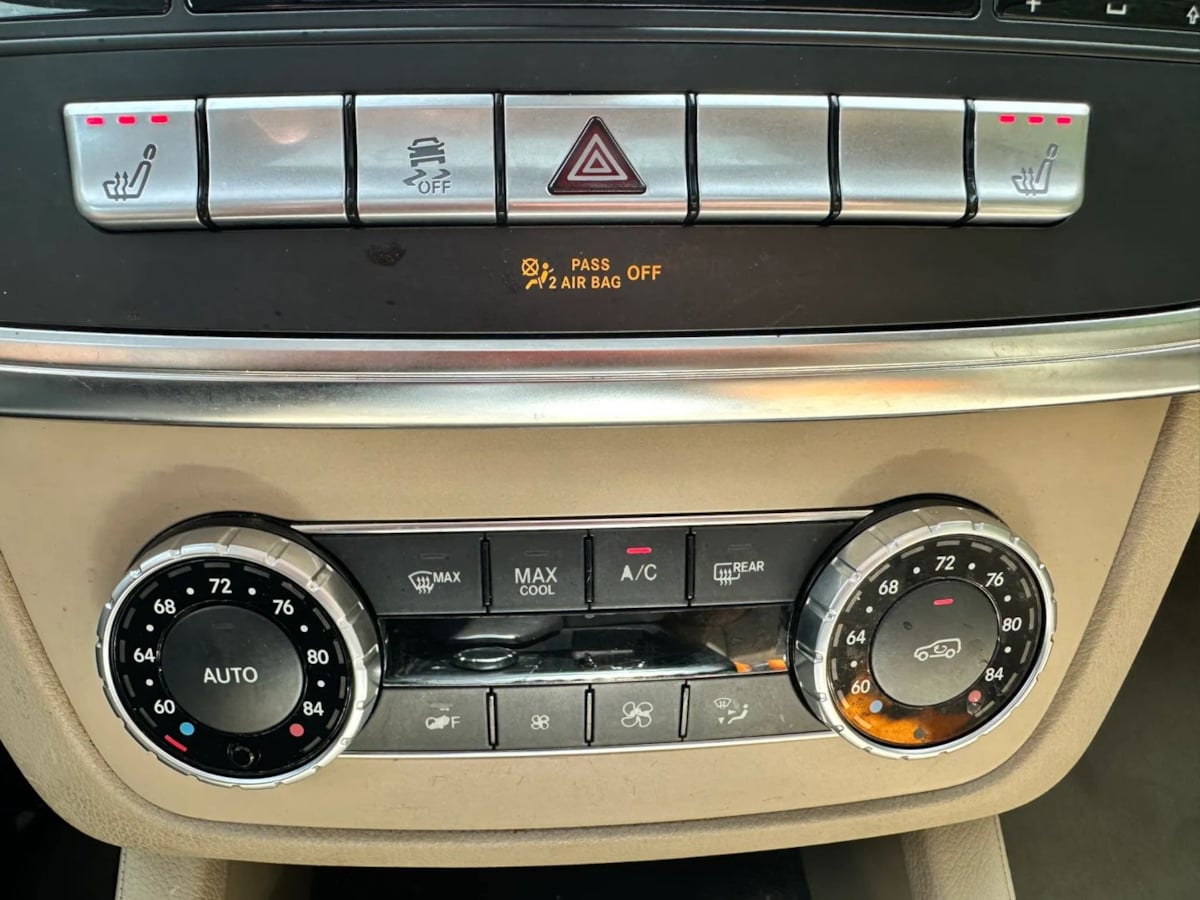 OFF
PASS
2 AIR BAG OFF
MAX
MAX
COOL
A/C
REAR
60 64 68 72 76 80 84
AUTO
60 64 68 72 76 80 84